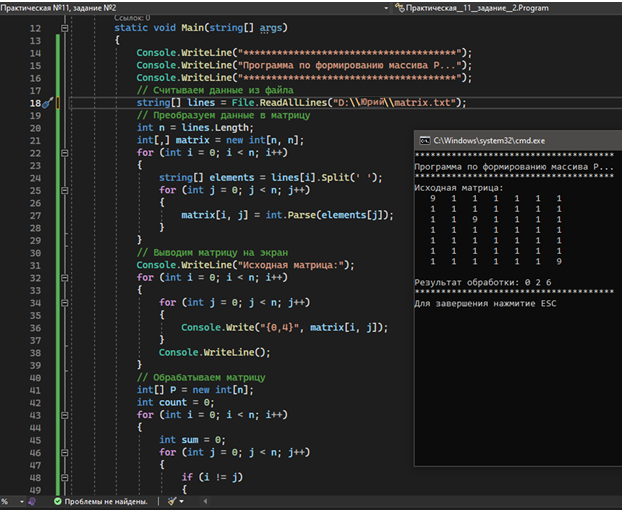 Практическая №11, задание №2
Практическая__11__задание__2.Program
Ссылок: 0
12 static void Main(string[] args)
13 {
14 Console.WriteLine("**************************************");
15 Console.WriteLine("Программа по формированию массива P...");
16 Console.WriteLine("**************************************");
17 // Считываем данные из файла
18 string[] lines = File.ReadAllLines("D:\\Юрий\\matrix.txt");
19 // Преобразуем данные в матрицу
20 int n = lines.Length;
21 int[,] matrix = new int[n, n];
22 for (int i = 0; i < n; i++)
23 {
24 string[] elements = lines[i].Split(' ');
25 for (int j = 0; j < n; j++)
26 {
27 matrix[i, j] = int.Parse(elements[j]);
28 }
29 }
30 // Выводим матрицу на экран
31 Console.WriteLine("Исходная матрица:");
32 for (int i = 0; i < n; i++)
33 {
34 for (int j = 0; j < n; j++)
35 {
36 Console.Write("{0,4}", matrix[i, j]);
37 }
38 Console.WriteLine();
39 }
40 // Обрабатываем матрицу
41 int[] P = new int[n];
42 int count = 0;
43 for (int i = 0; i < n; i++)
44 {
45 int sum = 0;
46 for (int j = 0; j < n; j++)
47 {
48 if (i != j)
49 {
% Проблемы не найдены.
C:\Windows\system32\cmd.exe
**************************************
Программа по формированию массива P...
**************************************
Исходная матрица:
9 1 1 1 1 1 1
1 1 1 1 1 1 1
1 1 9 1 1 1 1
1 1 1 1 1 1 1
1 1 1 1 1 1 1
1 1 1 1 1 1 1
1 1 1 1 1 1 9
Результат обработки: 0 2 6
**************************************
Для завершения нажмитие ESC